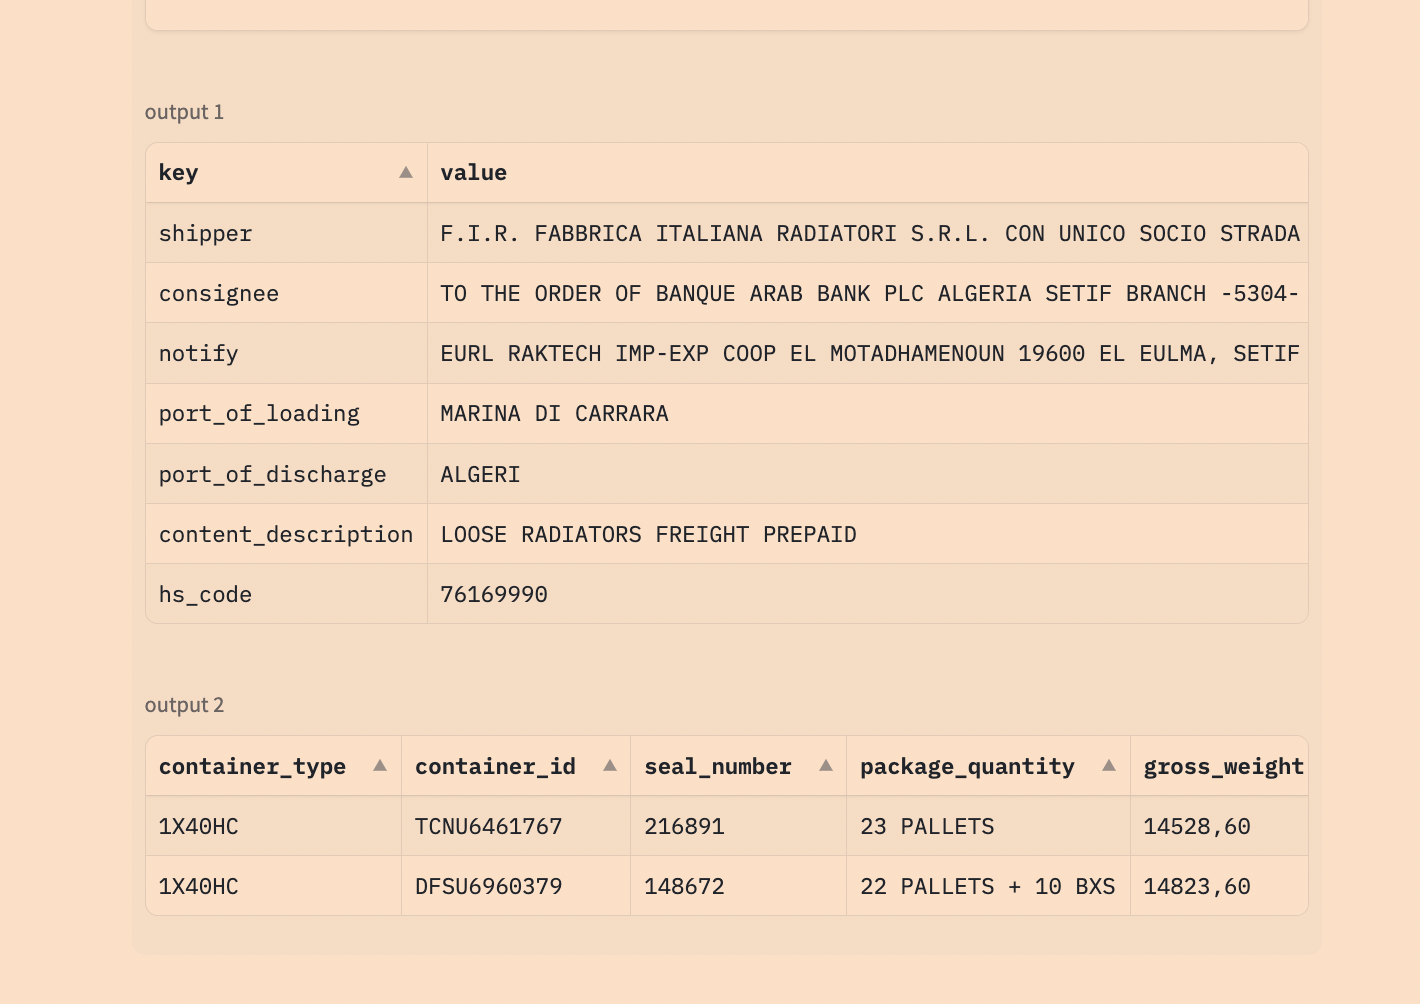 output 1
key value
shipper F.I.R. FABBRICA ITALIANA RADIATORI S.R.L. CON UNICO SOCIO STRADA
consignee TO THE ORDER OF BANQUE ARAB BANK PLC ALGERIA SETIF BRANCH -5304-
notify EURL RAKTECH IMP-EXP COOP EL MOTADHAMENOUN 19600 EL EULMA, SETIF
port_of_loading MARINA DI CARRARA
port_of_discharge ALGERI
content_description LOOSE RADIATORS FREIGHT PREPAID
hs_code 76169990
output 2
container_type container_id seal_number package_quantity gross_weight
1X40HC TCNU6461767 216891 23 PALLETS 14528,60
1X40HC DFSU6960379 148672 22 PALLETS + 10 BXS 14823,60